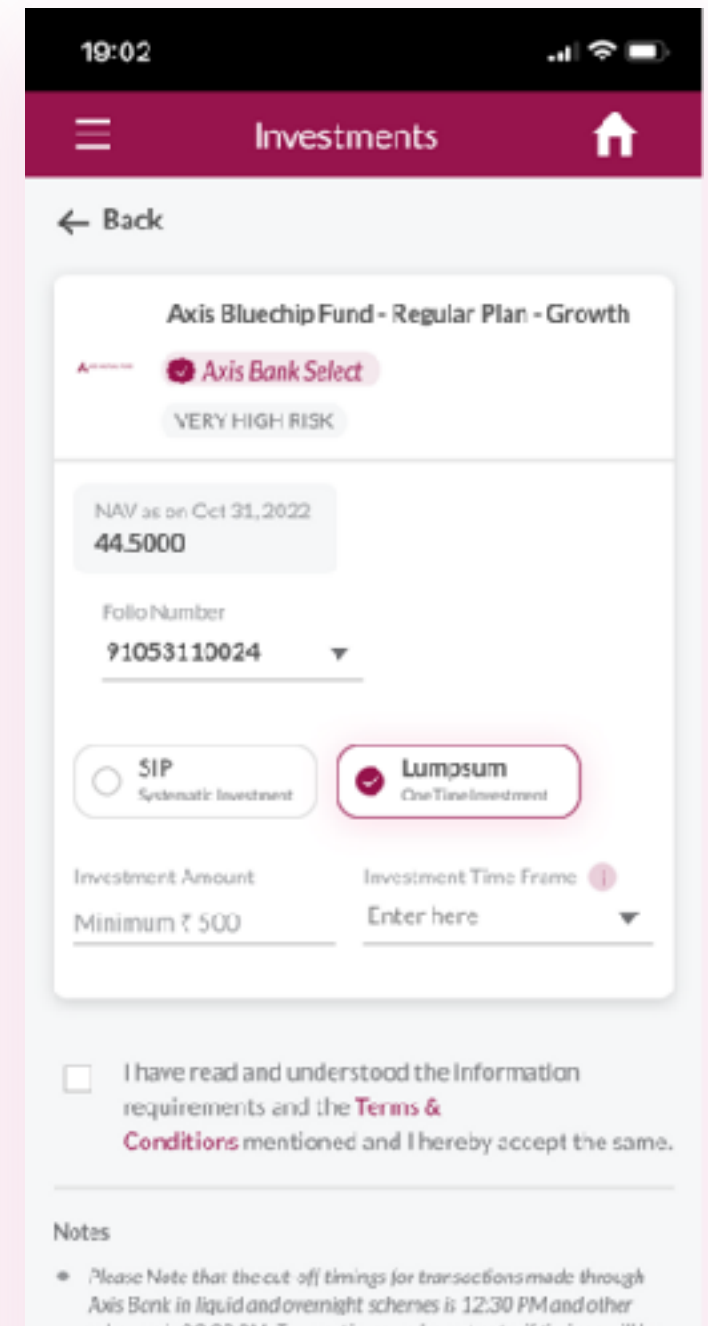 19:02
Investments
← Back
Axis Bluechip Fund - Regular Plan - Growth
Axis Bank Select
VERY HIGH RISK
NAV as on Oct 31, 2022
44.5000
Folio Number
91053110024
SIP
Systematic Investment
Lumpsum
One Time Investment
Investment Amount
Investment Time Frame i
Minimum ₹ 500
Enter here
I have read and understood the information
requirements and the Terms &
Conditions mentioned and I hereby accept the same.
Notes
Please Note that the cut-off timings for transactions made through
Axis Bank in liquid and overnight schemes is 12:30 PM and other